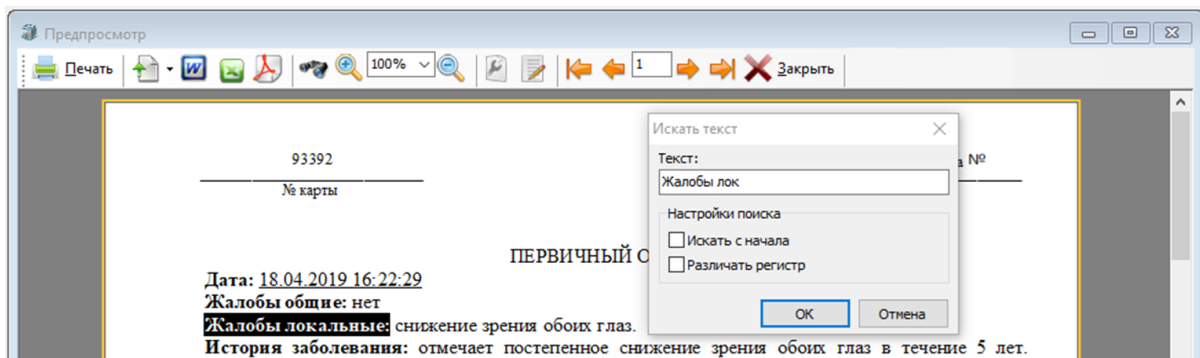 Предпросмотр
Печать 100% 1 Закрыть
Искать текст
93392
№
Текст:
№ карты
Жалобы лок
Настройки поиска
Искать с начала
ПЕРВИЧНЫЙ О
Различать регистр
Дата: 18.04.2019 16:22:29
Жалобы общие: нет
OK Отмена
Жалобы локальные: снижение зрения обоих глаз.
История заболевания: отмечает постепенное снижение зрения обоих глаз в течение 5 лет.